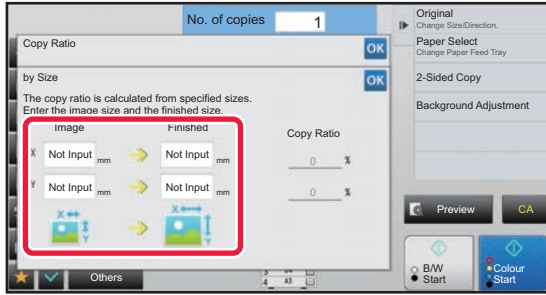 No. of copies 1
Copy Ratio OK
by Size OK
The copy ratio is calculated from specified sizes.
Enter the image size and the finished size.
Image Finished Copy Ratio
X Not Input mm Not Input mm 0 %
Y Not Input mm Not Input mm 0 %
X X
Y Y
Others
4 A3
Original
Change Size/Direction.
Paper Select
Change Paper Feed Tray
2-Sided Copy
Background Adjustment
Preview CA
B/W
Start
Colour
Start